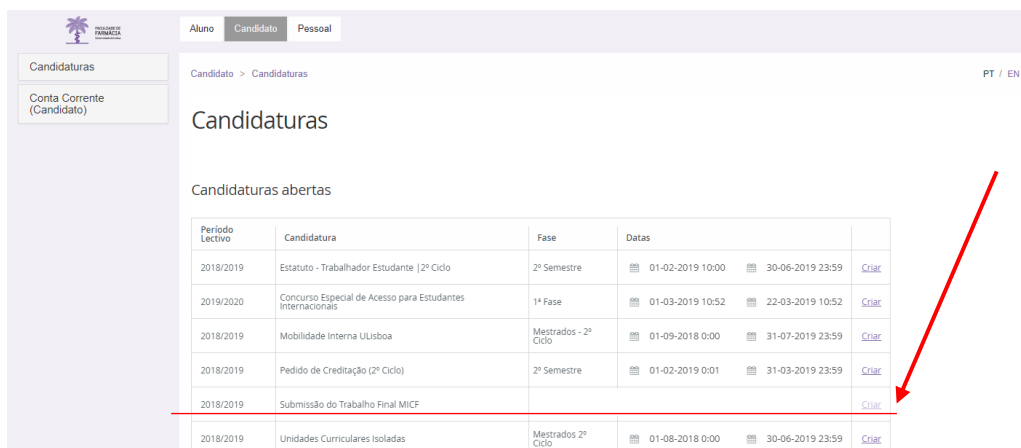 FACULDADE DE
FARMÁCIA
Aluno Candidato Pessoal
Candidaturas
Conta Corrente
(Candidato)
Candidato > Candidaturas
PT / EN
Candidaturas
Candidaturas abertas
Período
Lectivo Candidatura Fase Datas
2018/2019 Estatuto - Trabalhador Estudante |2º Ciclo 2º Semestre 01-02-2019 10:00 30-06-2019 23:59 Criar
2019/2020 Concurso Especial de Acesso para Estudantes
Internacionais 1ª Fase 01-03-2019 10:52 22-03-2019 10:52 Criar
2018/2019 Mobilidade Interna ULisboa Mestrados - 2º
Ciclo 01-09-2018 0:00 31-07-2019 23:59 Criar
2018/2019 Pedido de Creditação (2º Ciclo) 2º Semestre 01-02-2019 0:01 31-03-2019 23:59 Criar
2018/2019 Submissão do Trabalho Final MICF Criar
2018/2019 Unidades Curriculares Isoladas Mestrados 2º
Ciclo 01-08-2018 0:00 30-06-2019 23:59 Criar